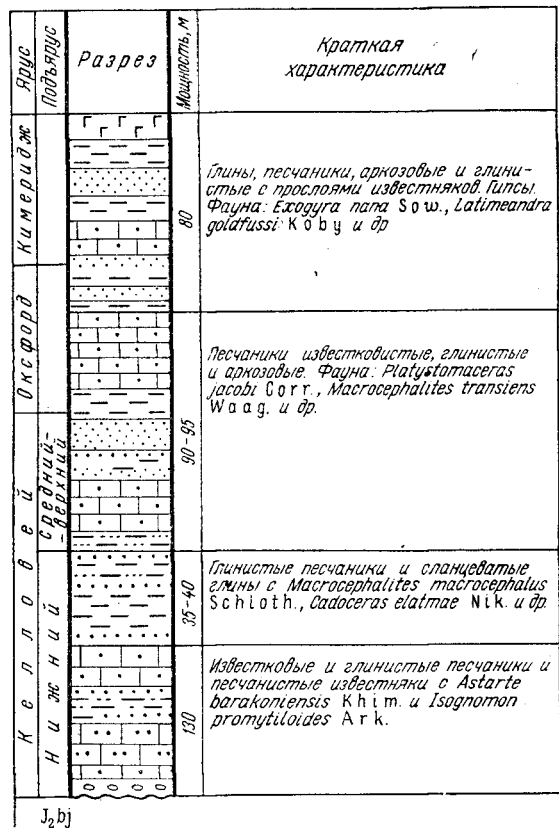 Ярус
Подъярус
Разрез
Мощность, м
Краткая
характеристика
Кимеридж
80
Глины, песчаники, аркозовые и глини-
стые с прослоями известняков. Гипсы.
Фауна: Exogyra nana Sow., Latimeandra
goldfussi Koby и др
Оксфорд
90-95
Песчаники известковистые, глинистые
и аркозовые. Фауна: Platystomaceras
jacobi Corr., Macrocephalites transiens
Waag. и др.
Келловей
Средний-
-верхний
35-40
Глинистые песчаники и сланцеватые
глины с Macrocephalites macrocephalus
Schloth., Cadoceras elatmae Nik. и др.
Нижний
130
Известковые и глинистые песчаники и
песчанистые известняки с Astarte
barakoniensis Khim. и Isognomon
promytiloides Ark.
J₂bj